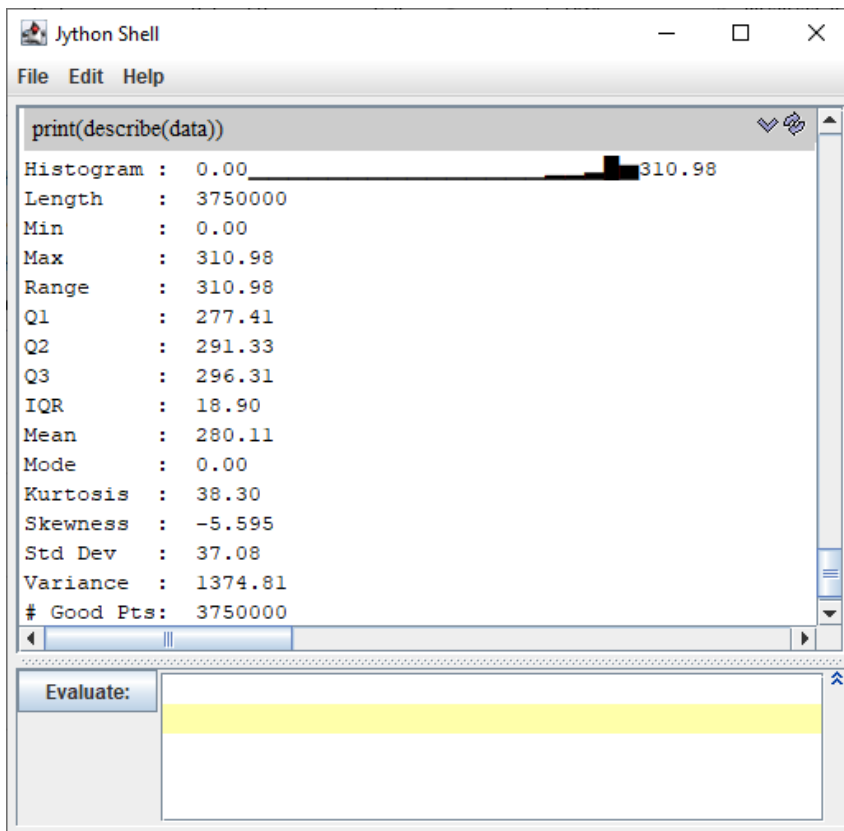 Jython Shell
File Edit Help
print(describe(data))
Histogram : 0.00▁▁▁▁▁▁▁▁▁▁▁▁▁▁▁▁▁▂▂▃█▅310.98
Length : 3750000
Min : 0.00
Max : 310.98
Range : 310.98
Q1 : 277.41
Q2 : 291.33
Q3 : 296.31
IQR : 18.90
Mean : 280.11
Mode : 0.00
Kurtosis : 38.30
Skewness : -5.595
Std Dev : 37.08
Variance : 1374.81
# Good Pts: 3750000
Evaluate: